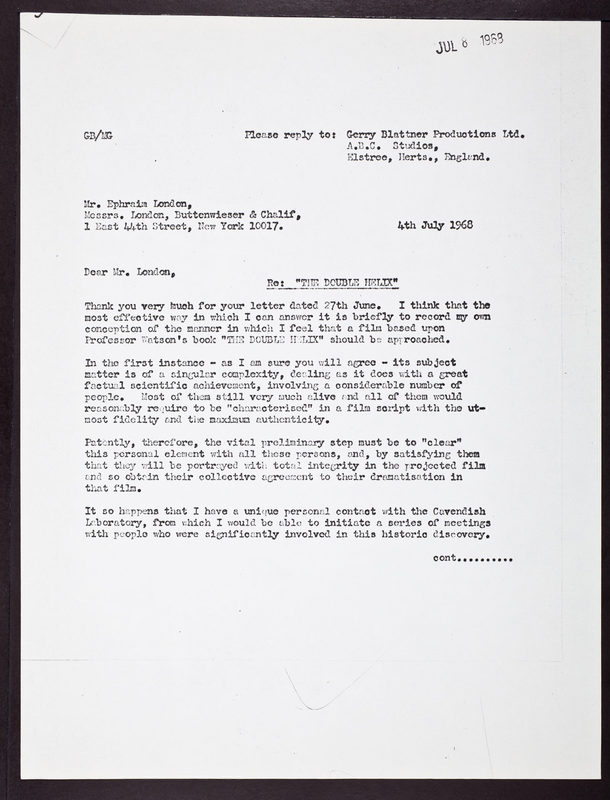 JUL 8 1968
GB/MG
Please reply to: Gerry Blattner Productions Ltd.
A.B.C. Studios,
Elstree, Herts., England.
Mr. Ephraim London,
Messrs. London, Buttenwieser & Chalif,
1 East 44th Street, New York 10017.
4th July 1968
Dear Mr. London,
Re: "THE DOUBLE HELIX"
Thank you very much for your letter dated 27th June. I think that the
most effective way in which I can answer it is briefly to record my own
conception of the manner in which I feel that a film based upon
Professor Watson's book "THE DOUBLE HELIX" should be approached.
In the first instance - as I am sure you will agree - its subject
matter is of a singular complexity, dealing as it does with a great
factual scientific achievement, involving a considerable number of
people. Most of them still very much alive and all of them would
reasonably require to be "characterised" in a film script with the ut-
most fidelity and the maximum authenticity.
Patently, therefore, the vital preliminary step must be to "clear"
this personal element with all these persons, and, by satisfying them
that they will be portrayed with total integrity in the projected film
and so obtain their collective agreement to their dramatisation in
that film.
It so happens that I have a unique personal contact with the Cavendish
Laboratory, from which I would be able to initiate a series of meetings
with people who were significantly involved in this historic discovery.
cont..........